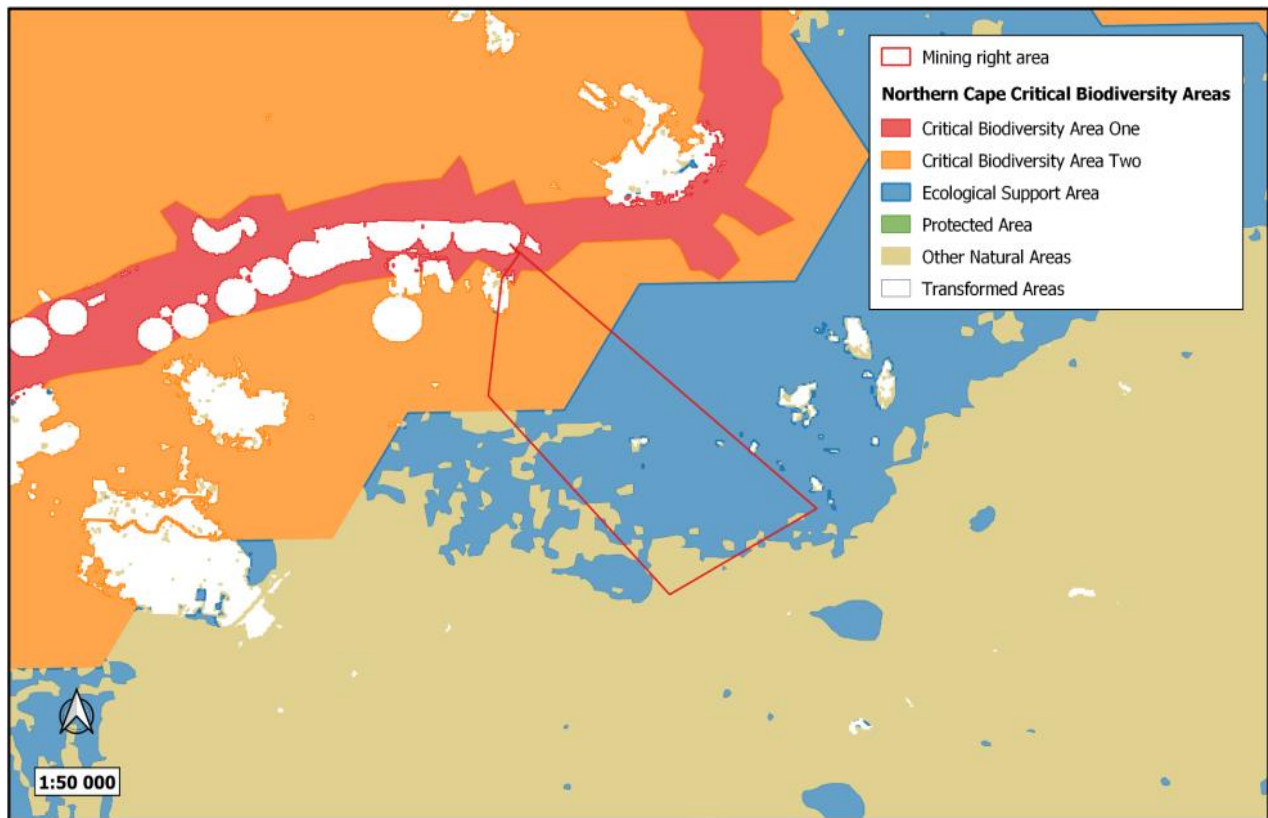 Mining right area
Northern Cape Critical Biodiversity Areas
Critical Biodiversity Area One
Critical Biodiversity Area Two
Ecological Support Area
Protected Area
Other Natural Areas
Transformed Areas
1:50 000